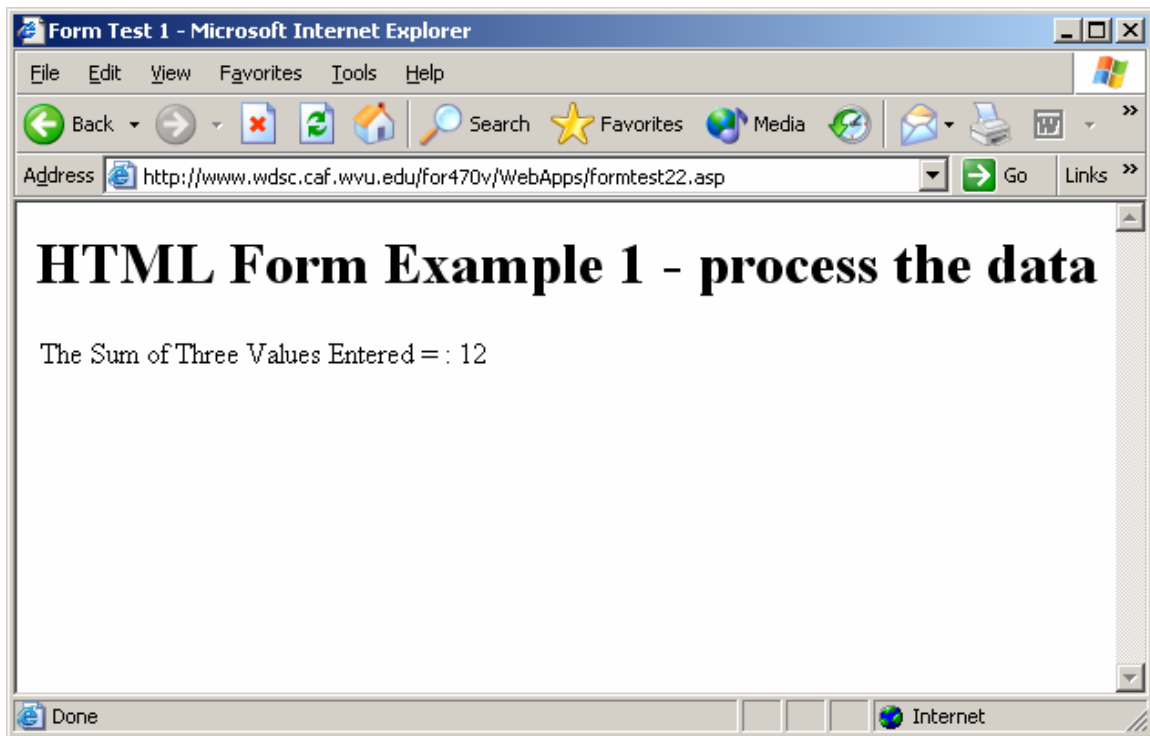 Form Test 1 - Microsoft Internet Explorer
File Edit View Favorites Tools Help
Back Search Favorites Media W »
Address http://www.wdsc.caf.wvu.edu/for470v/WebApps/formtest22.asp Go Links »
HTML Form Example 1 - process the data
The Sum of Three Values Entered = : 12
Done Internet